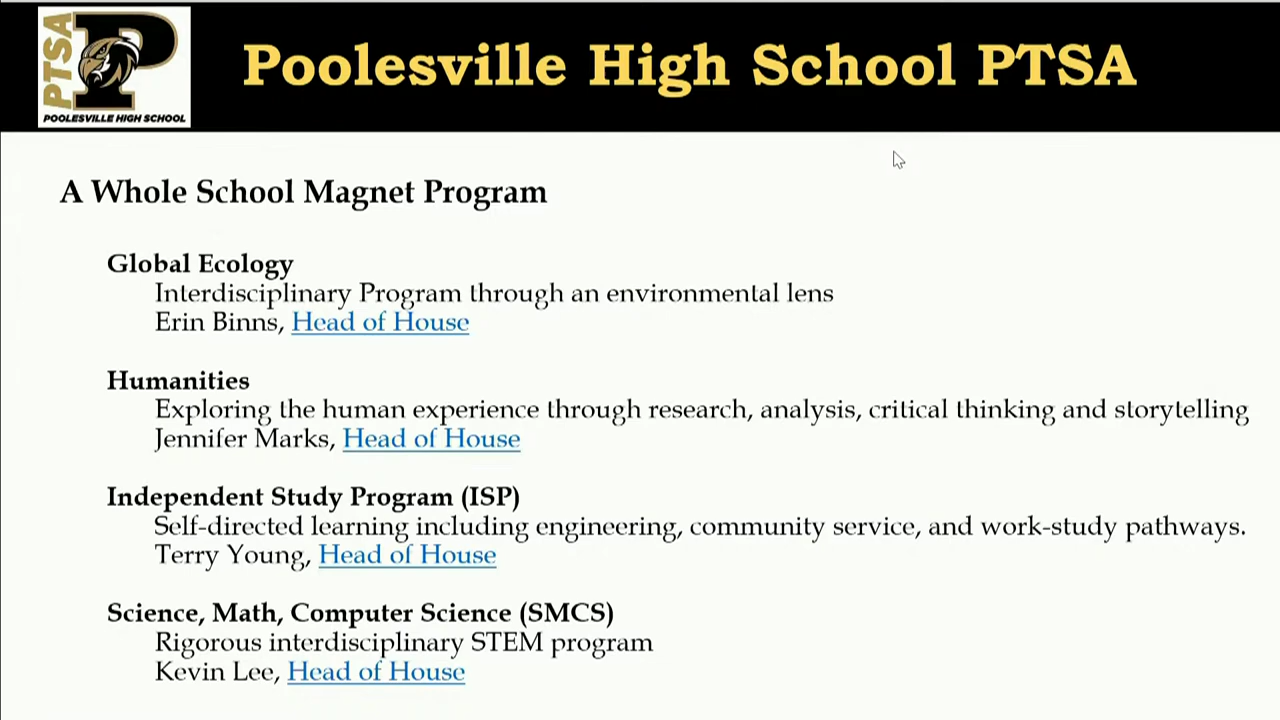 PTSA
P
POOLESVILLE HIGH SCHOOL
Poolesville High School PTSA
A Whole School Magnet Program
Global Ecology
Interdisciplinary Program through an environmental lens
Erin Binns, Head of House
Humanities
Exploring the human experience through research, analysis, critical thinking and storytelling
Jennifer Marks, Head of House
Independent Study Program (ISP)
Self-directed learning including engineering, community service, and work-study pathways.
Terry Young, Head of House
Science, Math, Computer Science (SMCS)
Rigorous interdisciplinary STEM program
Kevin Lee, Head of House